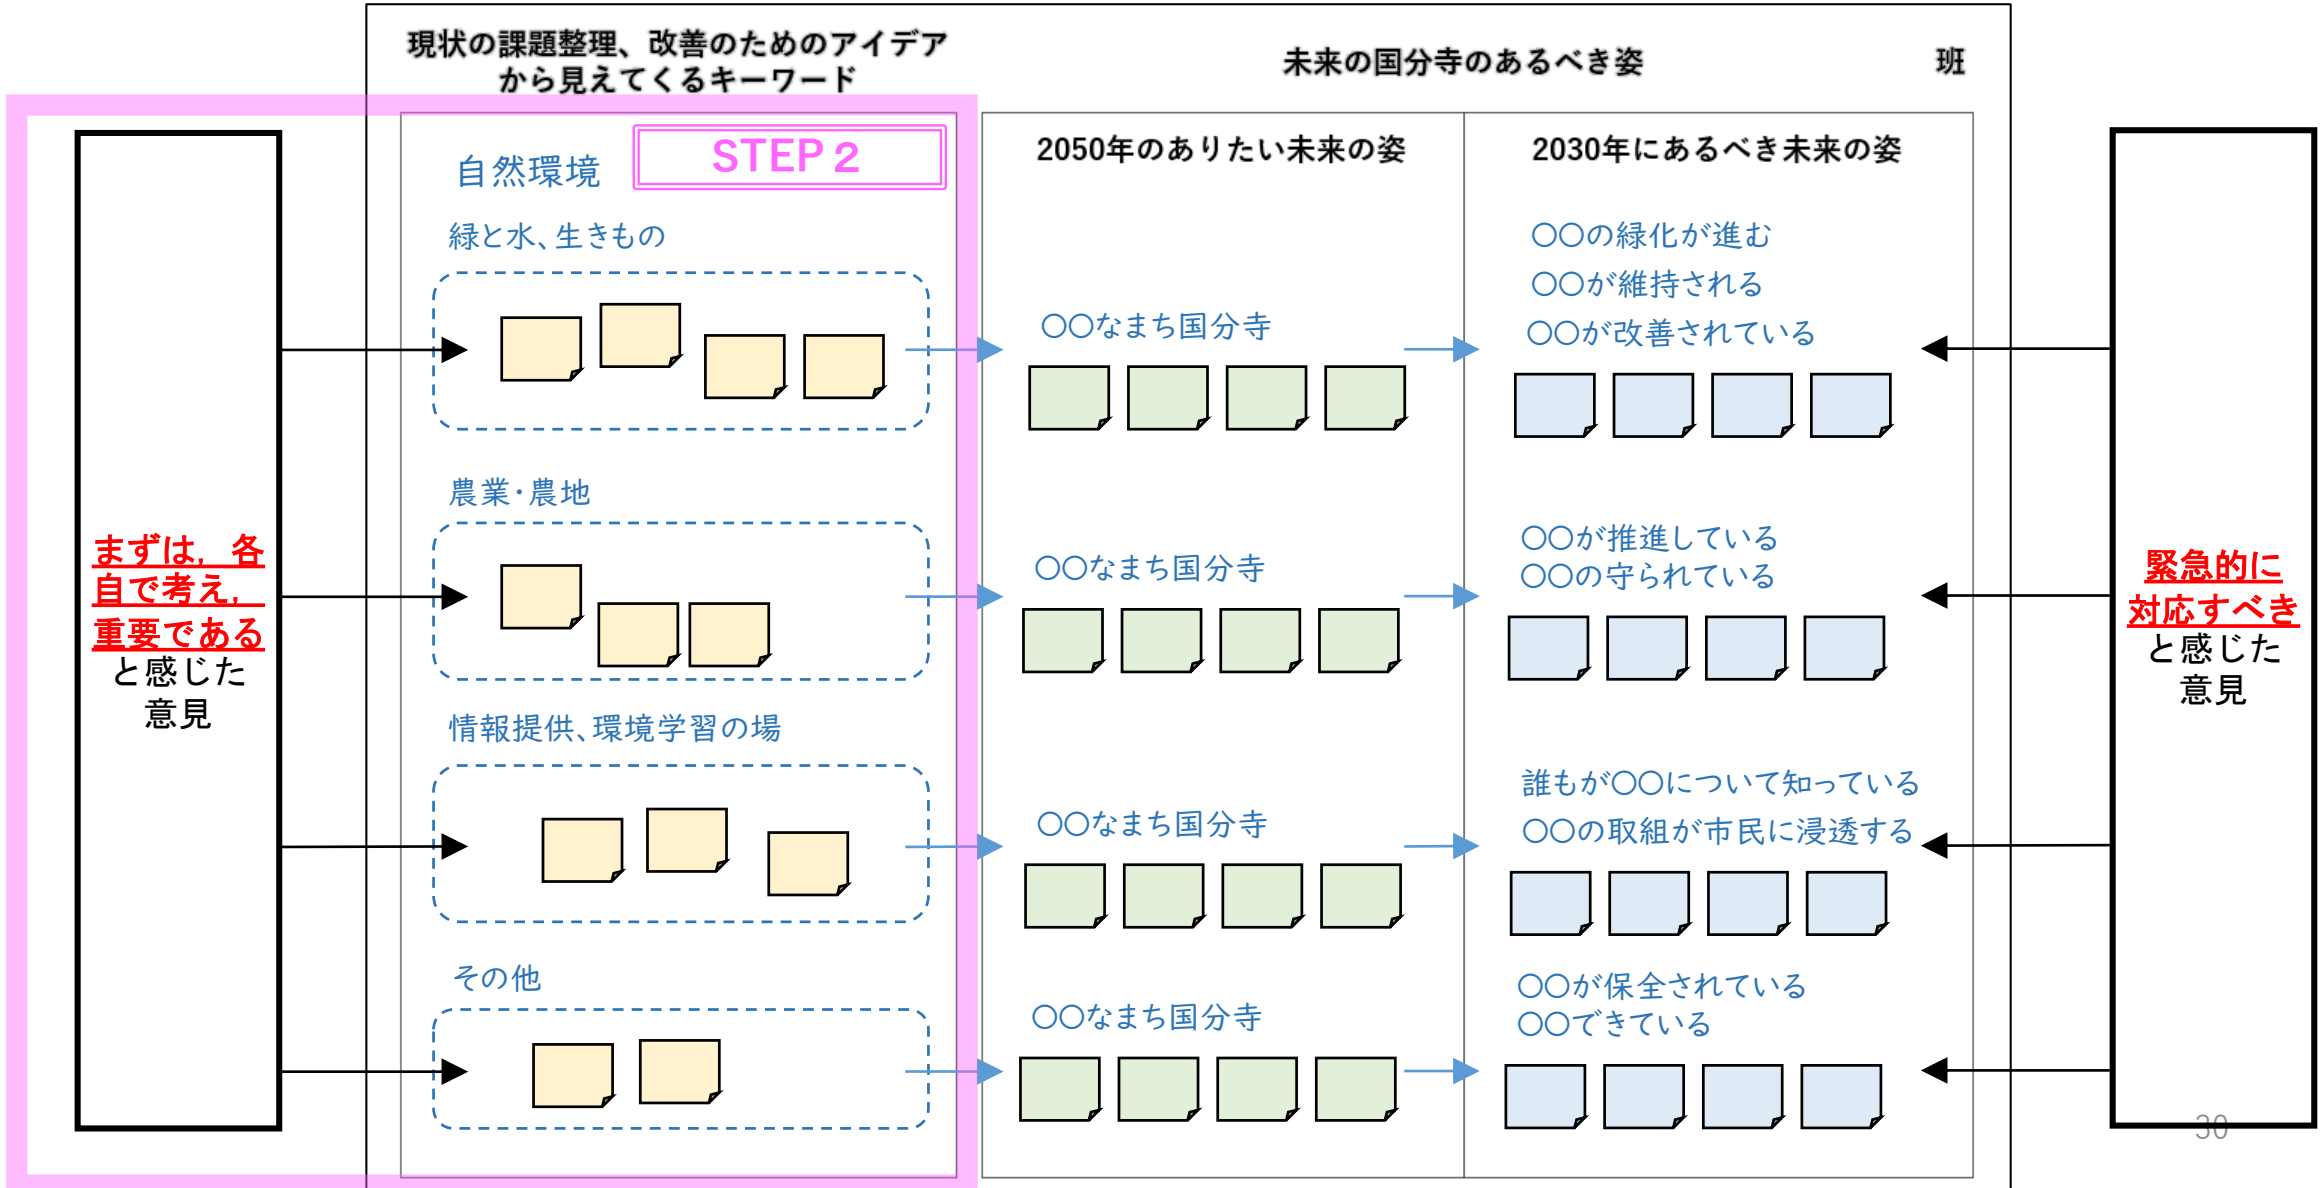 現状の課題整理、改善のためのアイデア
から見えてくるキーワード
未来の国分寺のあるべき姿
班
まずは，各
自で考え，
重要である
と感じた
意見
STEP２
自然環境
緑と水、生きもの
農業・農地
情報提供、環境学習の場
その他
2050年のありたい未来の姿
〇〇なまち国分寺
〇〇なまち国分寺
〇〇なまち国分寺
〇〇なまち国分寺
2030年にあるべき未来の姿
〇〇の緑化が進む
〇〇が維持される
〇〇が改善されている
〇〇が推進している
〇〇の守られている
誰もが〇〇について知っている
〇〇の取組が市民に浸透する
〇〇が保全されている
〇〇できている
緊急的に
対応すべき
と感じた
意見
30